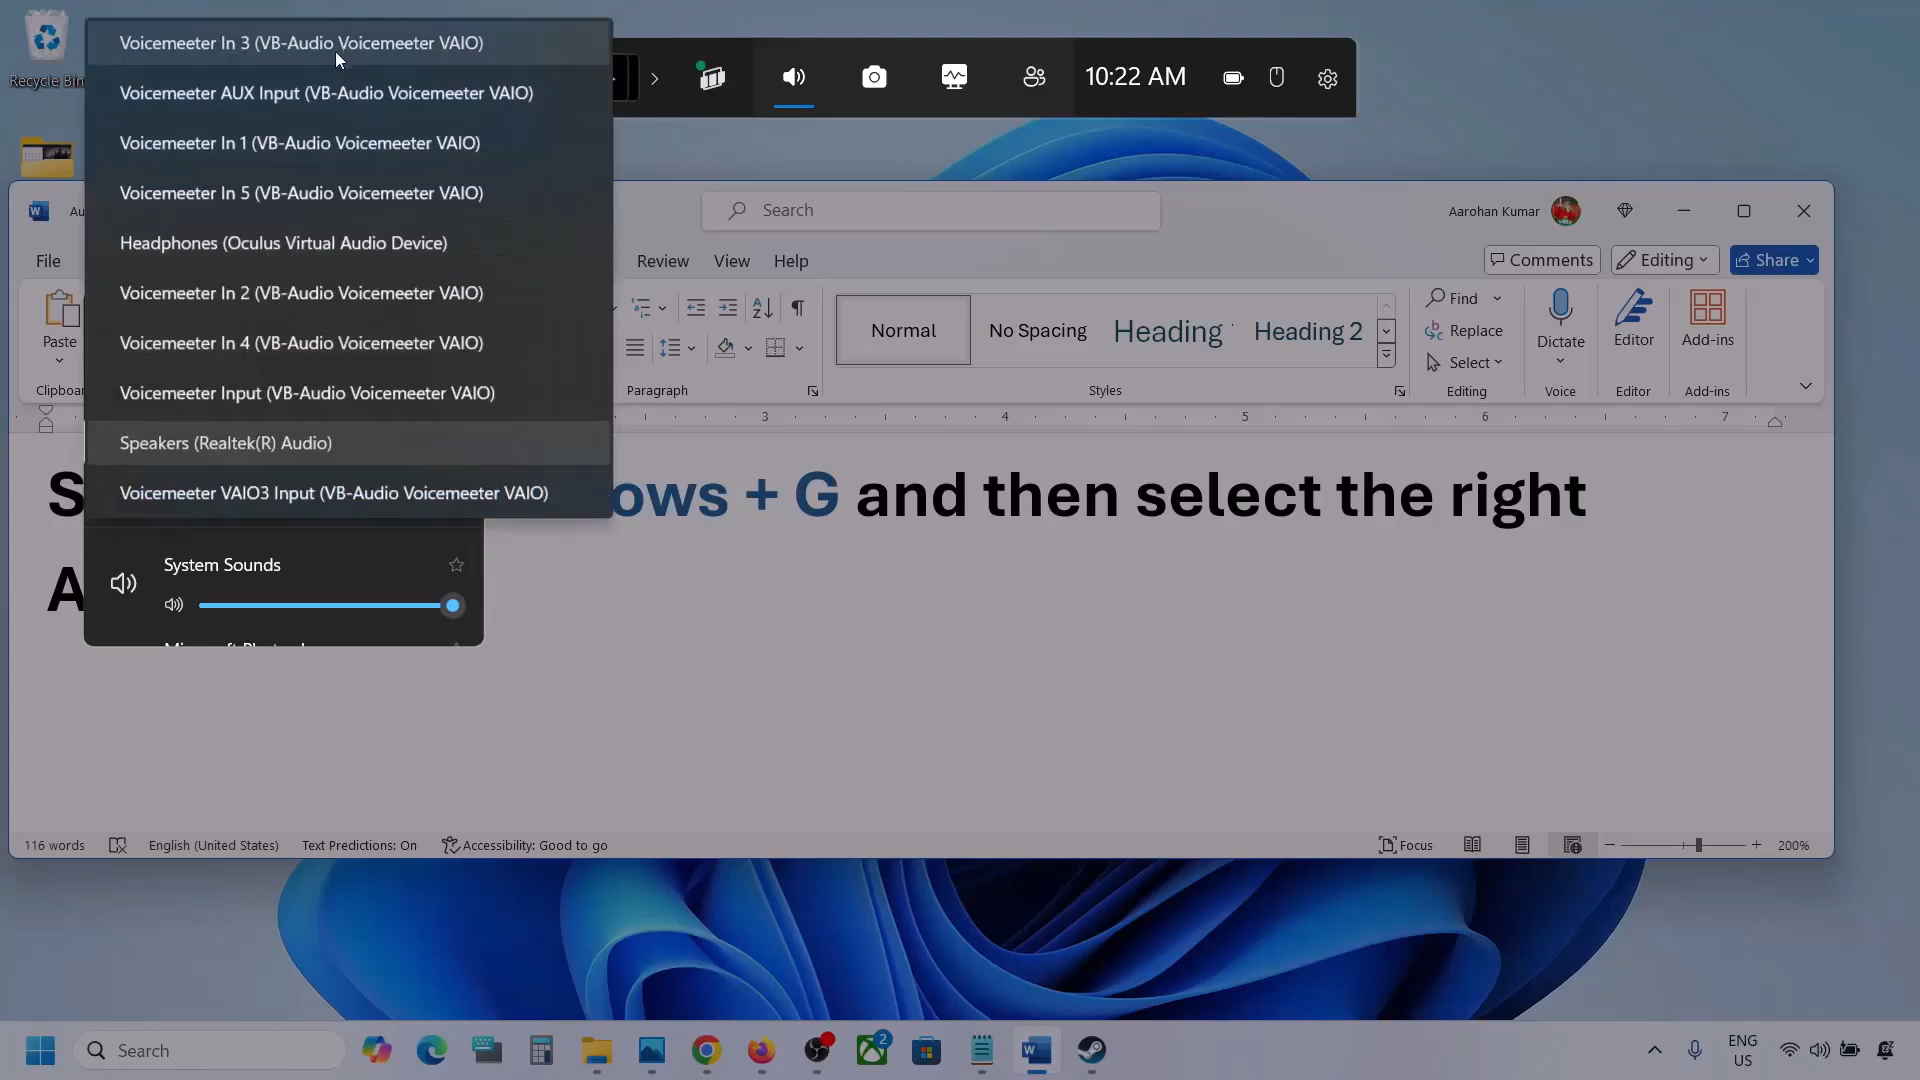 Recycle Bin
Voicemeeter In 3 (VB-Audio Voicemeeter VAIO)
Voicemeeter AUX Input (VB-Audio Voicemeeter VAIO)
Voicemeeter In 1 (VB-Audio Voicemeeter VAIO)
Voicemeeter In 5 (VB-Audio Voicemeeter VAIO)
Headphones (Oculus Virtual Audio Device)
Voicemeeter In 2 (VB-Audio Voicemeeter VAIO)
Voicemeeter In 4 (VB-Audio Voicemeeter VAIO)
Voicemeeter Input (VB-Audio Voicemeeter VAIO)
Speakers (Realtek(R) Audio)
Voicemeeter VAIO3 Input (VB-Audio Voicemeeter VAIO)
10:22 AM
Search
Aarohan Kumar
File
Review View Help
Comments Editing Share
Paste
Normal
No Spacing
Heading
Heading 2
Find
Replace
Select
Dictate
Editor
Add-ins
Paragraph
Styles
Editing
Voice
Editor
Add-ins
3 4 5 6 7
ows + G and then select the right
System Sounds
116 words
English (United States)
Text Predictions: On
Accessibility: Good to go
Focus
200%
Search
2
ENG
US